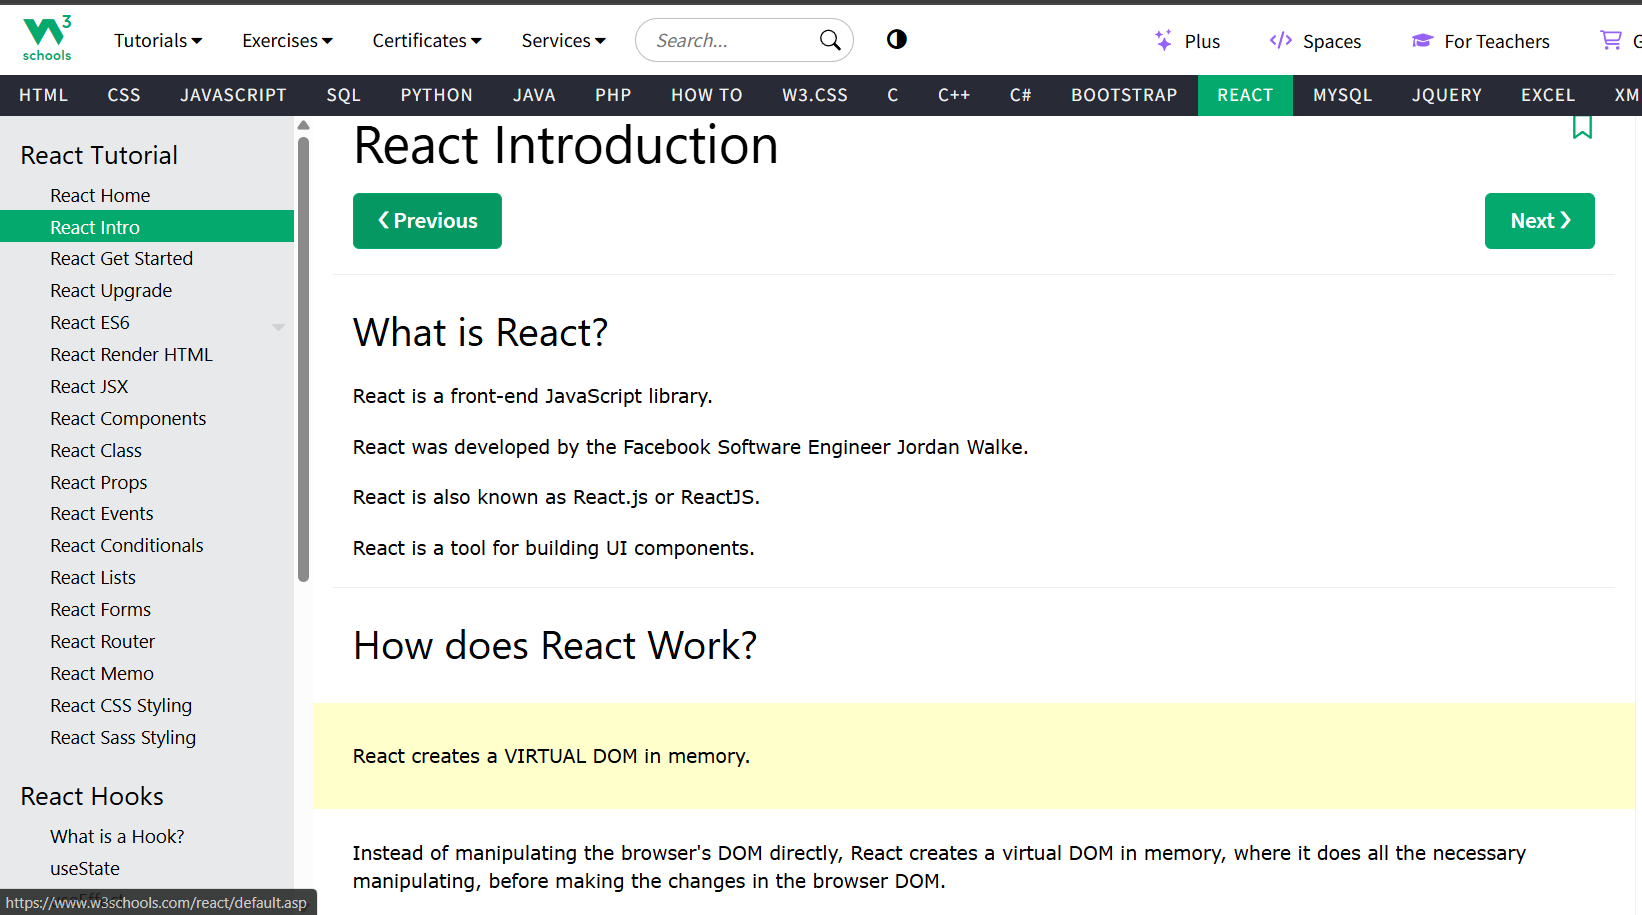 W3 schools
Tutorials Exercises Certificates Services Search... Plus Spaces For Teachers G
HTML CSS JAVASCRIPT SQL PYTHON JAVA PHP HOW TO W3.CSS C C++ C# BOOTSTRAP REACT MYSQL JQUERY EXCEL XM
React Tutorial
React Home
React Intro
React Get Started
React Upgrade
React ES6
React Render HTML
React JSX
React Components
React Class
React Props
React Events
React Conditionals
React Lists
React Forms
React Router
React Memo
React CSS Styling
React Sass Styling
React Hooks
What is a Hook?
useState
https://www.w3schools.com/react/default.asp
React Introduction
❮ Previous
Next ❯
What is React?
React is a front-end JavaScript library.
React was developed by the Facebook Software Engineer Jordan Walke.
React is also known as React.js or ReactJS.
React is a tool for building UI components.
How does React Work?
React creates a VIRTUAL DOM in memory.
Instead of manipulating the browser's DOM directly, React creates a virtual DOM in memory, where it does all the necessary
manipulating, before making the changes in the browser DOM.